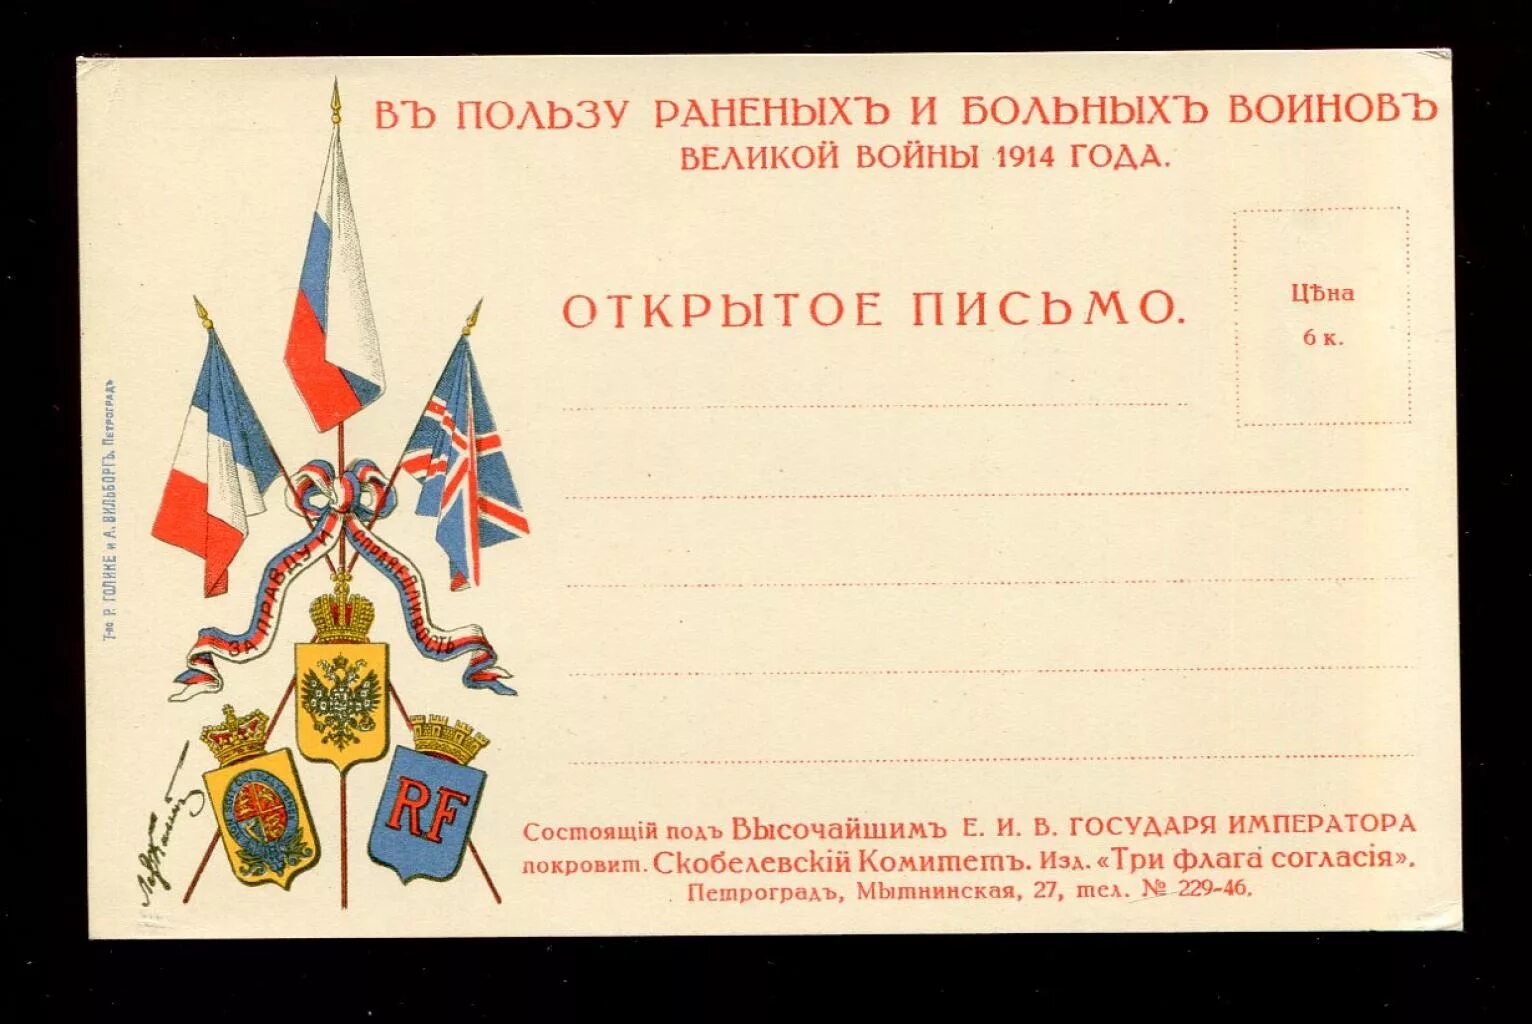 ВЪ ПОЛЬЗУ РАНЕНЫХЪ И БОЛЬНЫХЪ ВОИНОВЪ
ВЕЛИКОЙ ВОЙНЫ 1914 ГОДА.
ОТКРЫТОЕ ПИСЬМО.
Цѣна
6 к.
ЗА ПРАВДУ И СПРАВЕДЛИВОСТЬ
RF
Т-во Р. ГОЛИКЕ и А. ВИЛЬБОРГЪ. Петроградъ
Состоящій подъ Высочайшимъ Е. И. В. ГОСУДАРЯ ИМПЕРАТОРА
покровит. Скобелевскій Комитетъ. Изд. «Три флага согласія».
Петроградъ, Мытнинская, 27, тел. № 229-46.